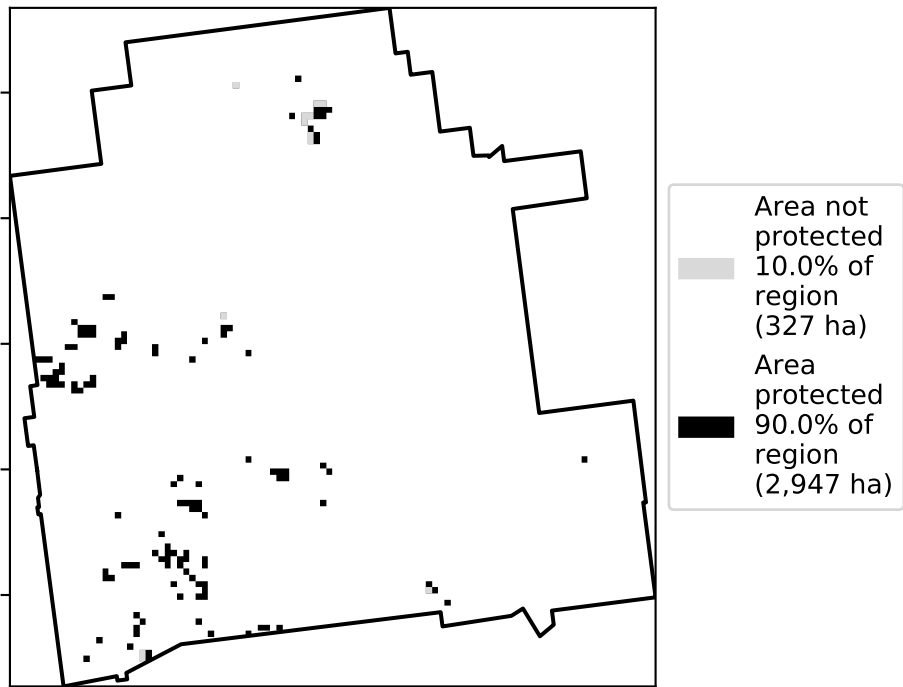 Area not
protected
10.0% of
region
(327 ha)
Area
protected
90.0% of
region
(2,947 ha)